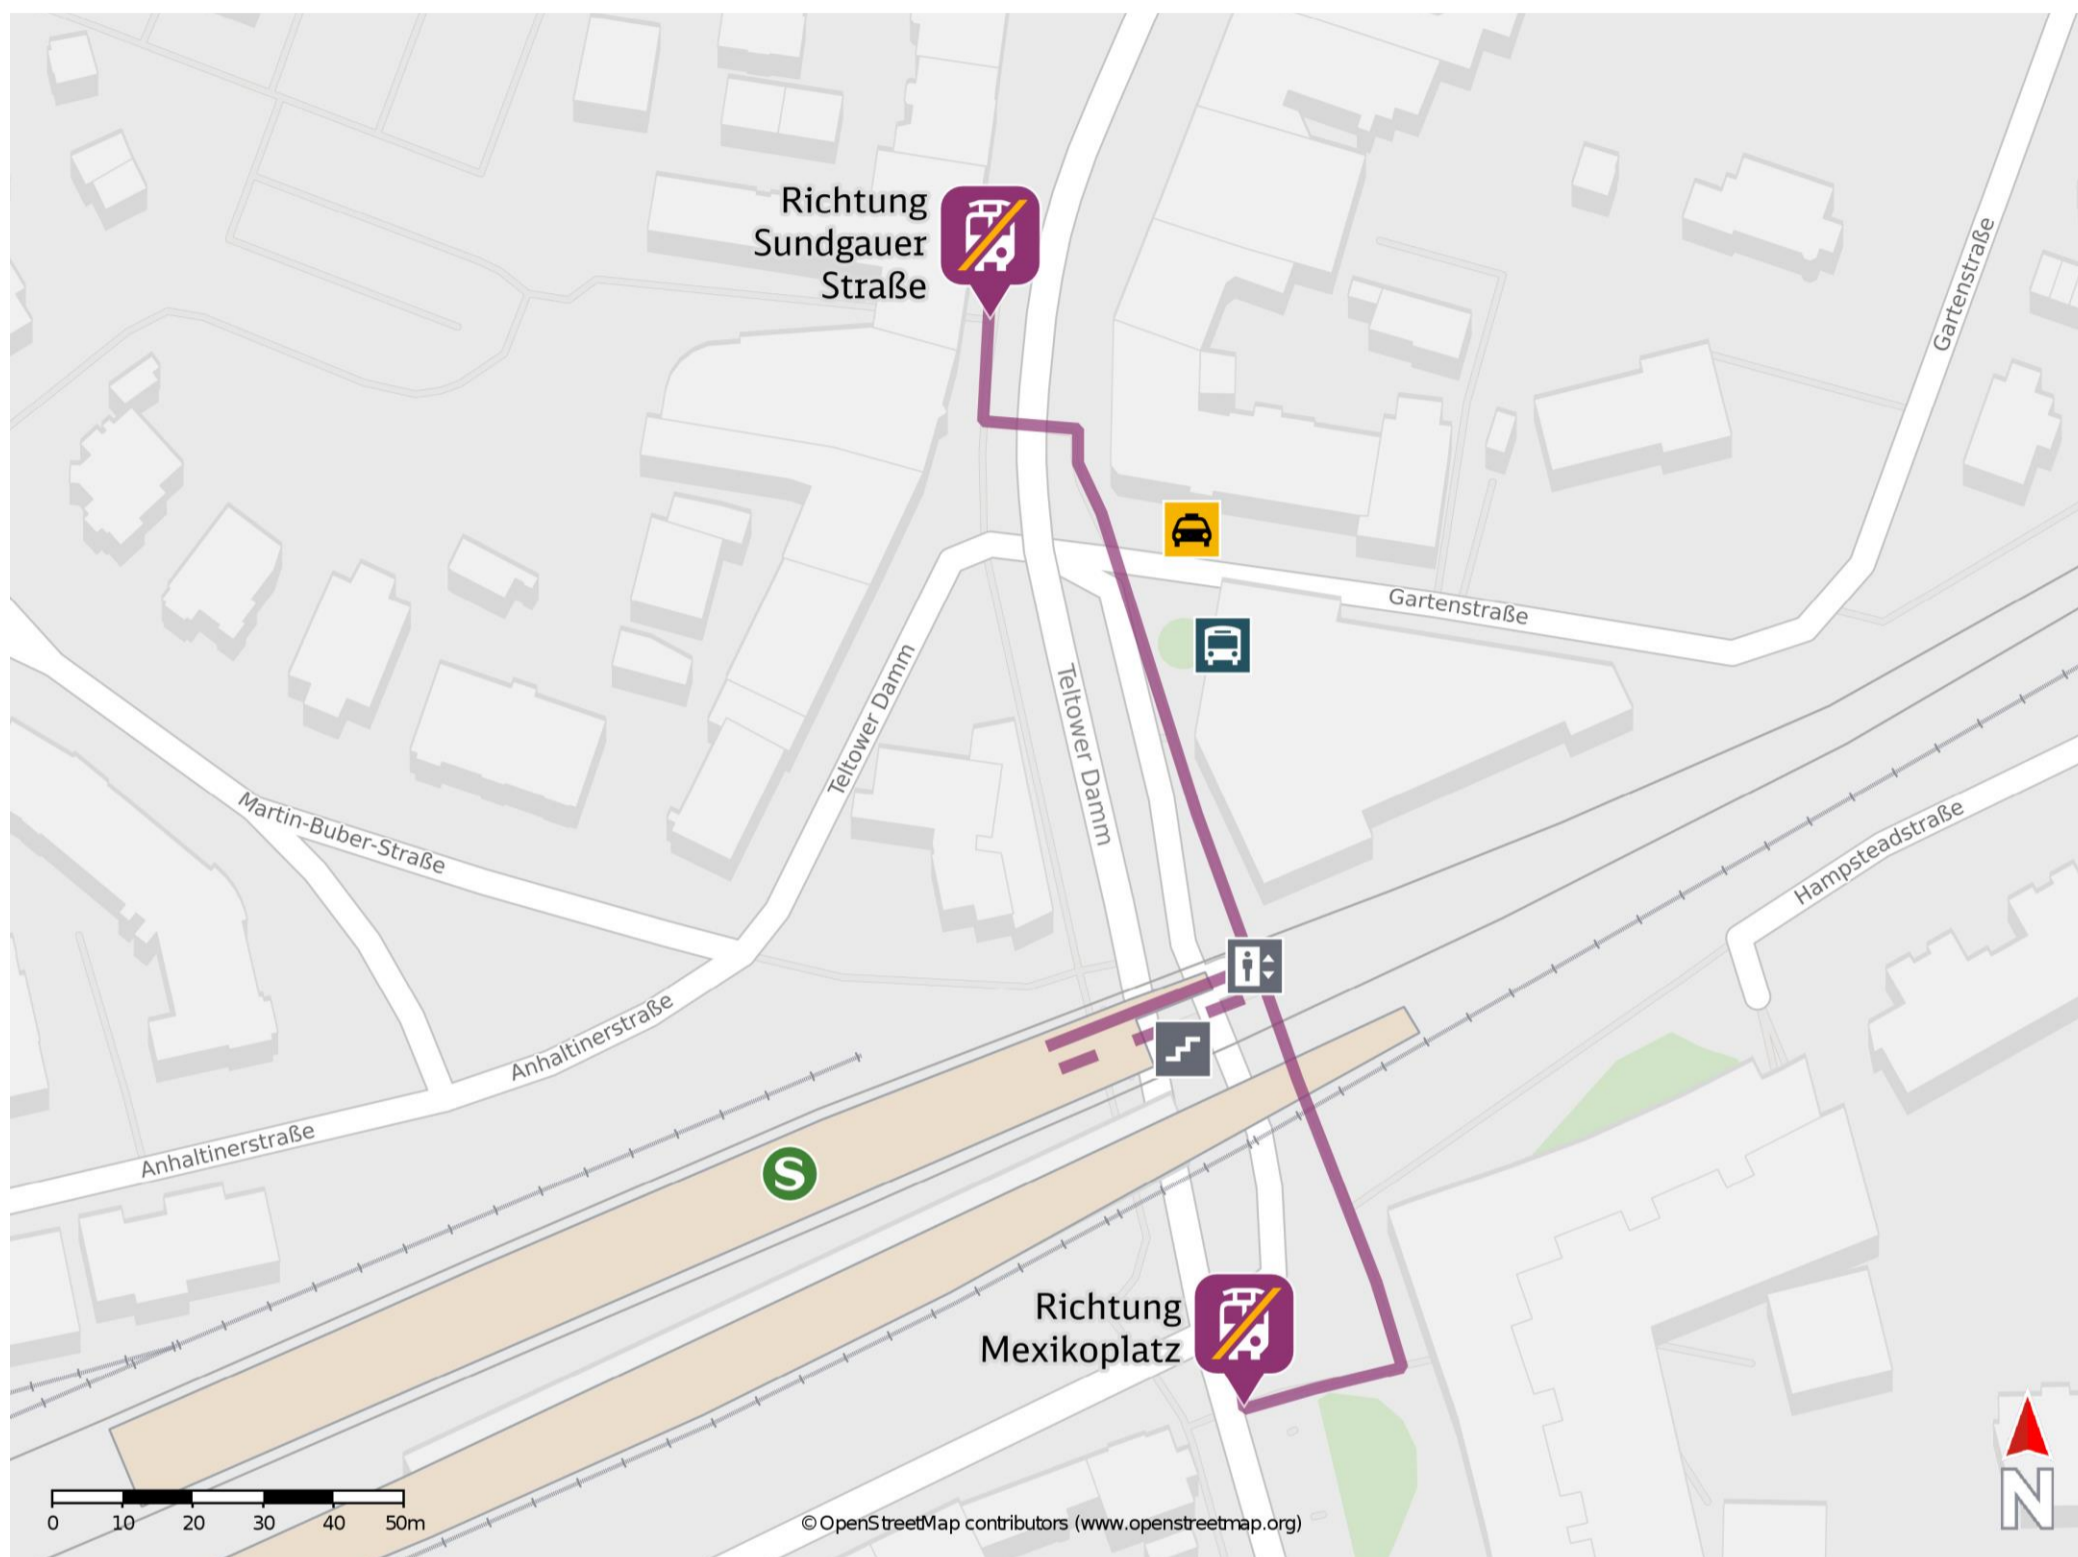 Richtung
Sundgauer
Straße
Gartenstraße
Gartenstraße
Teltower Damm
Teltower Damm
Martin-Buber-Straße
Hampsteadstraße
Anhaltinerstraße
Anhaltinerstraße
S
Richtung
Mexikoplatz
N
0 10 20 30 40 50m
© OpenStreetMap contributors (www.openstreetmap.org)